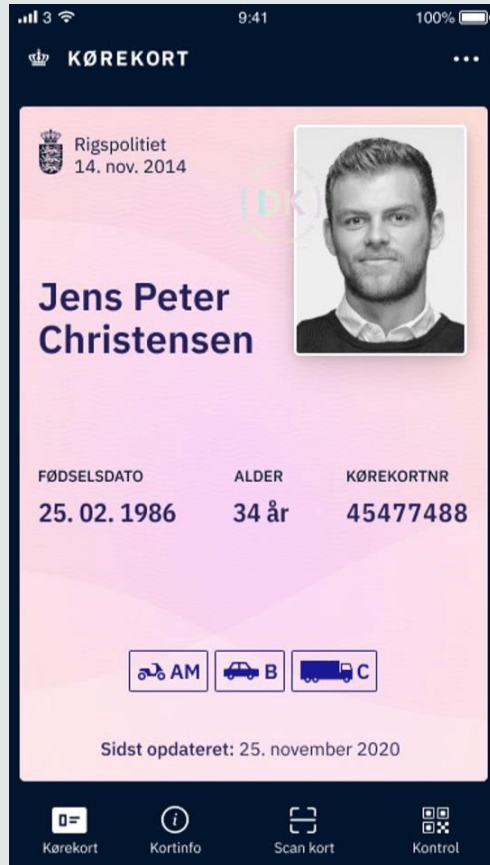 3 9:41 100%
KØREKORT
Rigspolitiet
14. nov. 2014
DK
Jens Peter
Christensen
FØDSELSDATO ALDER KØREKORTNR
25. 02. 1986 34 år 45477488
AM B C
Sidst opdateret: 25. november 2020
Kørekort Kortinfo Scan kort Kontrol